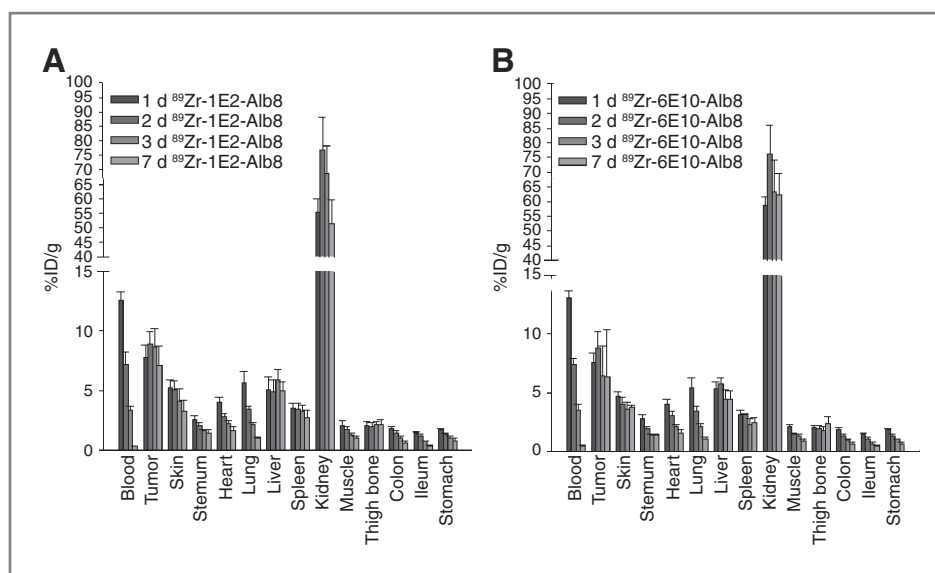 A
100
95
90
85
80
75
70
65
60
55
50
45
40
15
10
5
0
%ID/g
1 d ⁸⁹Zr-1E2-Alb8
2 d ⁸⁹Zr-1E2-Alb8
3 d ⁸⁹Zr-1E2-Alb8
7 d ⁸⁹Zr-1E2-Alb8
Blood
Tumor
Skin
Stemum
Heart
Lung
Liver
Spleen
Kidney
Muscle
Thigh bone
Colon
Ileum
Stomach
B
100
95
90
85
80
75
70
65
60
55
50
45
40
15
10
5
0
%ID/g
1 d ⁸⁹Zr-6E10-Alb8
2 d ⁸⁹Zr-6E10-Alb8
3 d ⁸⁹Zr-6E10-Alb8
7 d ⁸⁹Zr-6E10-Alb8
Blood
Tumor
Skin
Stemum
Heart
Lung
Liver
Spleen
Kidney
Muscle
Thigh bone
Colon
Ileum
Stomach